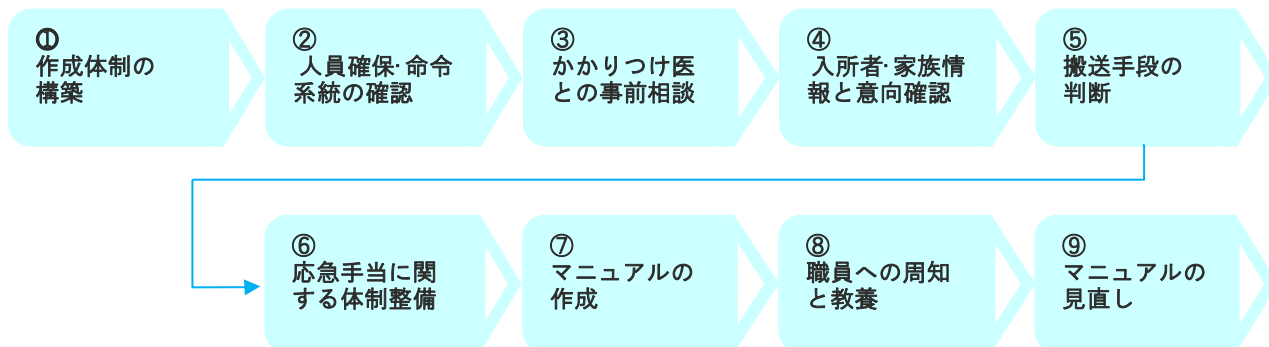 ①
作成体制の
構築
②
人員確保・命令
系統の確認
③
かかりつけ医
との事前相談
④
入所者・家族情
報と意向確認
⑤
搬送手段の
判断
⑥
応急手当に関
する体制整備
⑦
マニュアルの
作成
⑧
職員への周知
と教養
⑨
マニュアルの
見直し